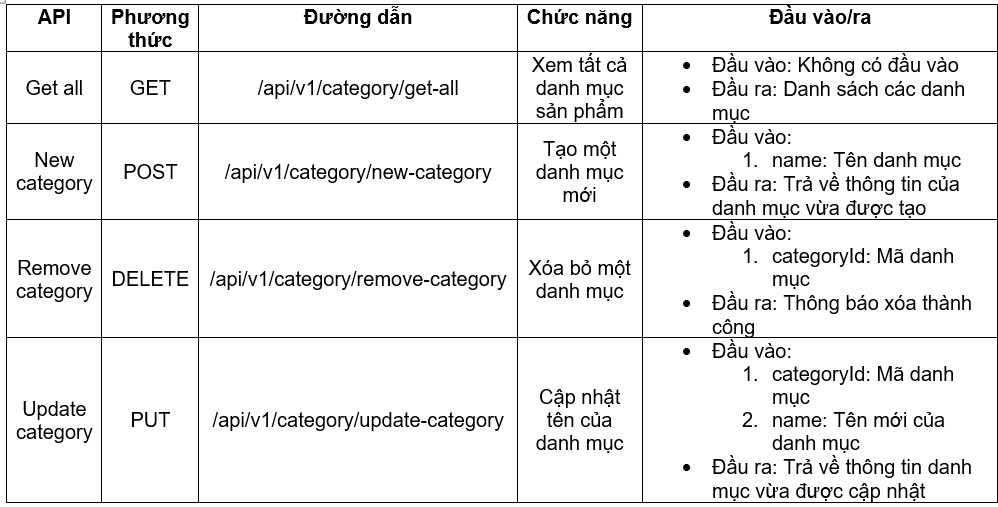 API
Phương
thức
Đường dẫn
Chức năng
Đầu vào/ra
Get all
GET
/api/v1/category/get-all
Xem tất cả
danh mục
sản phẩm
• Đầu vào: Không có đầu vào
• Đầu ra: Danh sách các danh
mục
New
category
POST
/api/v1/category/new-category
Tạo một
danh mục
mới
• Đầu vào:
1. name: Tên danh mục
• Đầu ra: Trả về thông tin của
danh mục vừa được tạo
Remove
category
DELETE
/api/v1/category/remove-category
Xóa bỏ một
danh mục
• Đầu vào:
1. categoryId: Mã danh
mục
• Đầu ra: Thông báo xóa thành
công
Update
category
PUT
/api/v1/category/update-category
Cập nhật
tên của
danh mục
• Đầu vào:
1. categoryId: Mã danh
mục
2. name: Tên mới của
danh mục
• Đầu ra: Trả về thông tin danh
mục vừa được cập nhật